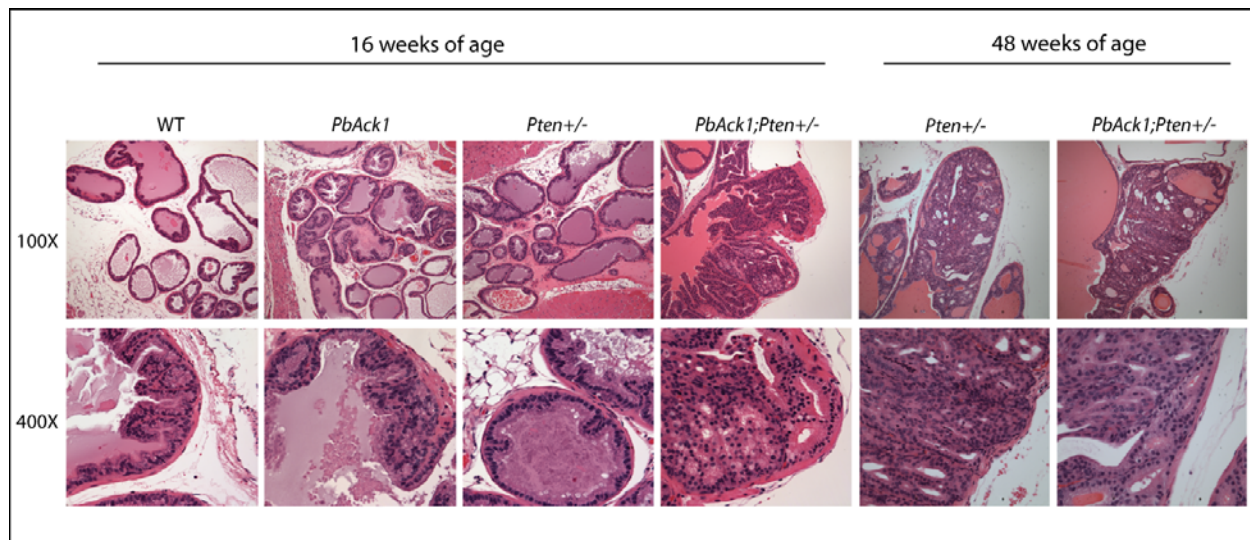 16 weeks of age 48 weeks of age
WT PbAck1 Pten+/- PbAck1;Pten+/- Pten+/- PbAck1;Pten+/-
100X
400X